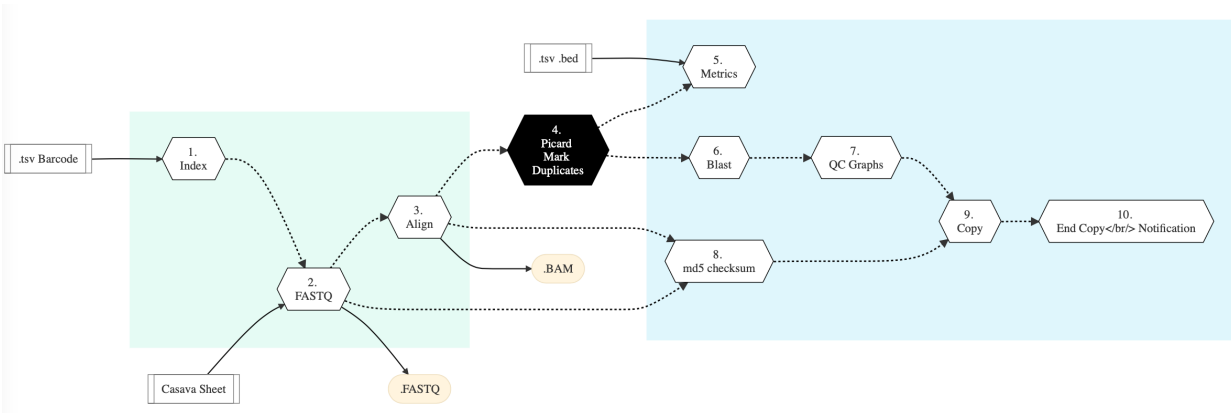 .tsv Barcode
1.
Index
2.
FASTQ
Casava Sheet
.FASTQ
3.
Align
.BAM
4.
Picard
Mark
Duplicates
.tsv .bed
5.
Metrics
6.
Blast
7.
QC Graphs
8.
md5 checksum
9.
Copy
10.
End Copy</br/> Notification